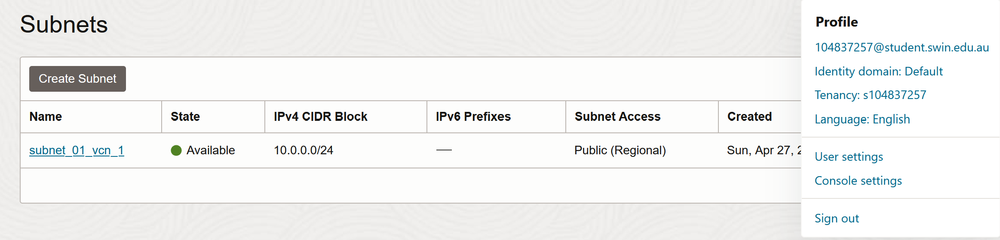 Subnets
Create Subnet
Name State IPv4 CIDR Block IPv6 Prefixes Subnet Access Created
subnet_01_vcn_1 Available 10.0.0.0/24 — Public (Regional) Sun, Apr 27,
Profile
104837257@student.swin.edu.au
Identity domain: Default
Tenancy: s104837257
Language: English
User settings
Console settings
Sign out